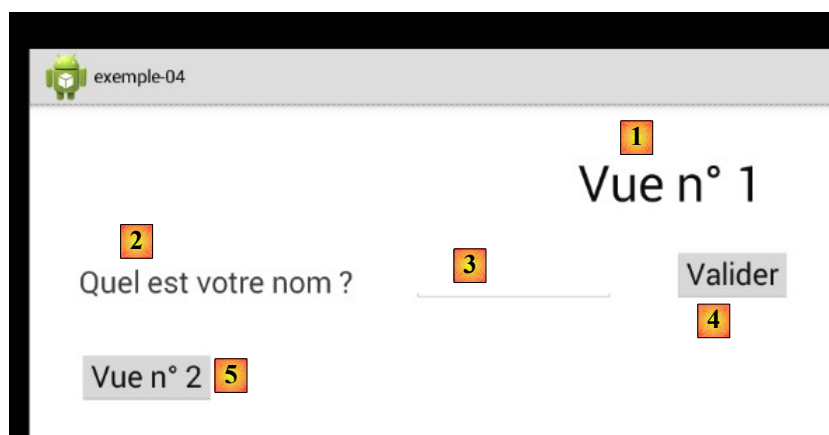 exemple-04
1
Vue n° 1
2
3
Quel est votre nom ?
Valider
4
Vue n° 2
5